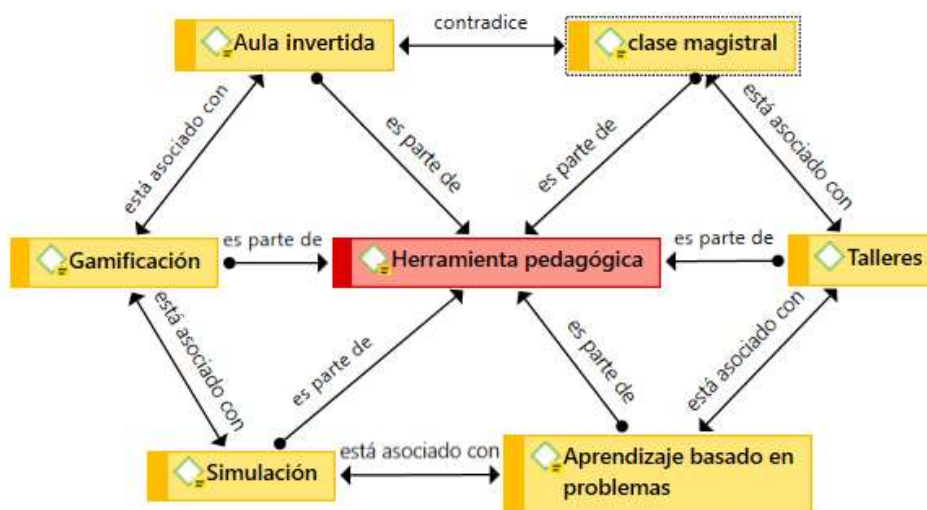 contradice
Aula invertida
clase magistral
está asociado con
es parte de
es parte de
está asociado con
es parte de
es parte de
Gamificación
Herramienta pedagógica
Talleres
está asociado con
es parte de
es parte de
está asociado con
está asociado con
Simulación
Aprendizaje basado en
problemas